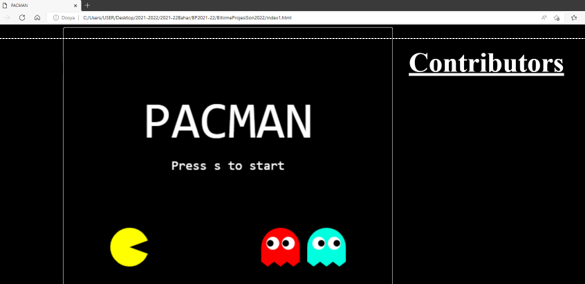 PACMAN
Dosya
C:/Users/USER/Desktop/2021-2022/2021-22Bahar/BP2021-22/BitirmeProjesiSon2022/index1.html
Contributors
PACMAN
Press s to start